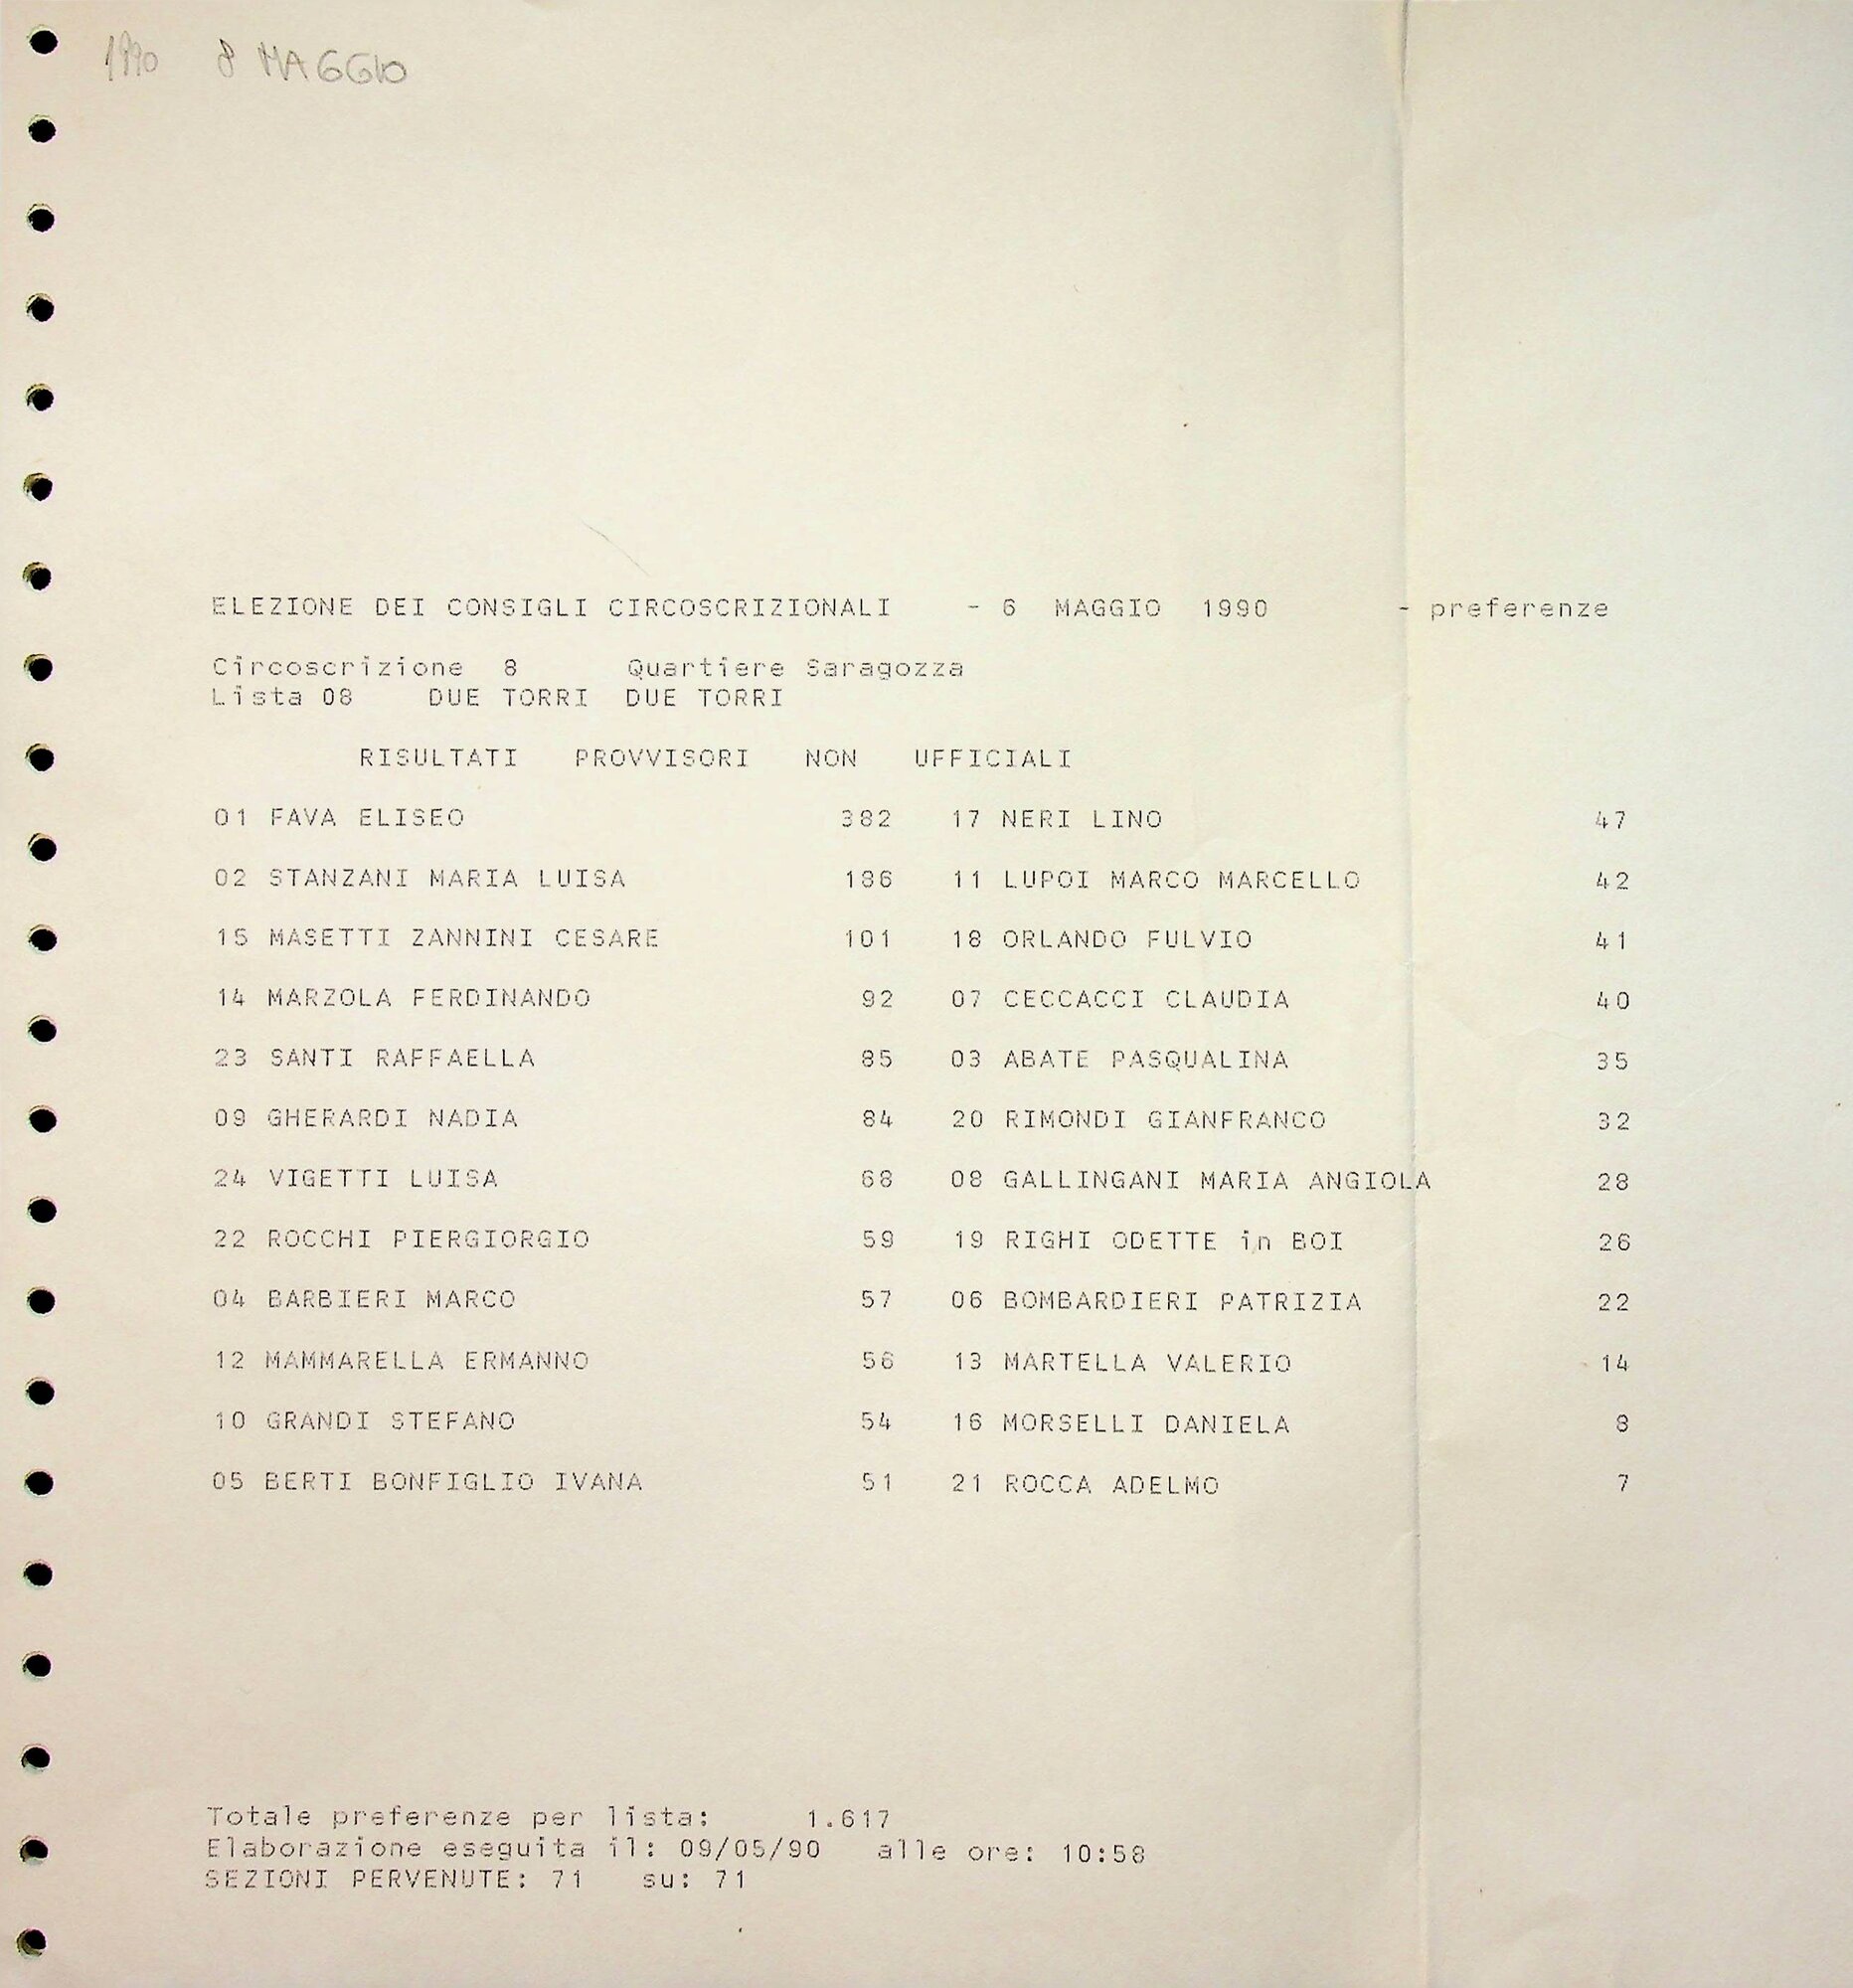 1990 8 MAGGIO
ELEZIONE DEI CONSIGLI CIRCOSCRIZIONALI - 6 MAGGIO 1990 - preferenze
Circoscrizione 8 Quartiere Saragozza
Lista 08 DUE TORRI DUE TORRI
RISULTATI PROVVISORI NON UFFICIALI
01 FAVA ELISEO 382 17 NERI LINO 47
02 STANZANI MARIA LUISA 186 11 LUPOI MARCO MARCELLO 42
15 MASETTI ZANNINI CESARE 101 18 ORLANDO FULVIO 41
14 MARZOLA FERDINANDO 92 07 CECCACCI CLAUDIA 40
23 SANTI RAFFAELLA 85 03 ABATE PASQUALINA 35
09 GHERARDI NADIA 84 20 RIMONDI GIANFRANCO 32
24 VIGETTI LUISA 68 08 GALLINGANI MARIA ANGIOLA 28
22 ROCCHI PIERGIORGIO 59 19 RIGHI ODETTE in BOI 26
04 BARBIERI MARCO 57 06 BOMBARDIERI PATRIZIA 22
12 MAMMARELLA ERMANNO 56 13 MARTELLA VALERIO 14
10 GRANDI STEFANO 54 16 MORSELLI DANIELA 8
05 BERTI BONFIGLIO IVANA 51 21 ROCCA ADELMO 7
Totale preferenze per lista: 1.617
Elaborazione eseguita il: 09/05/90 alle ore: 10:58
SEZIONI PERVENUTE: 71 su: 71